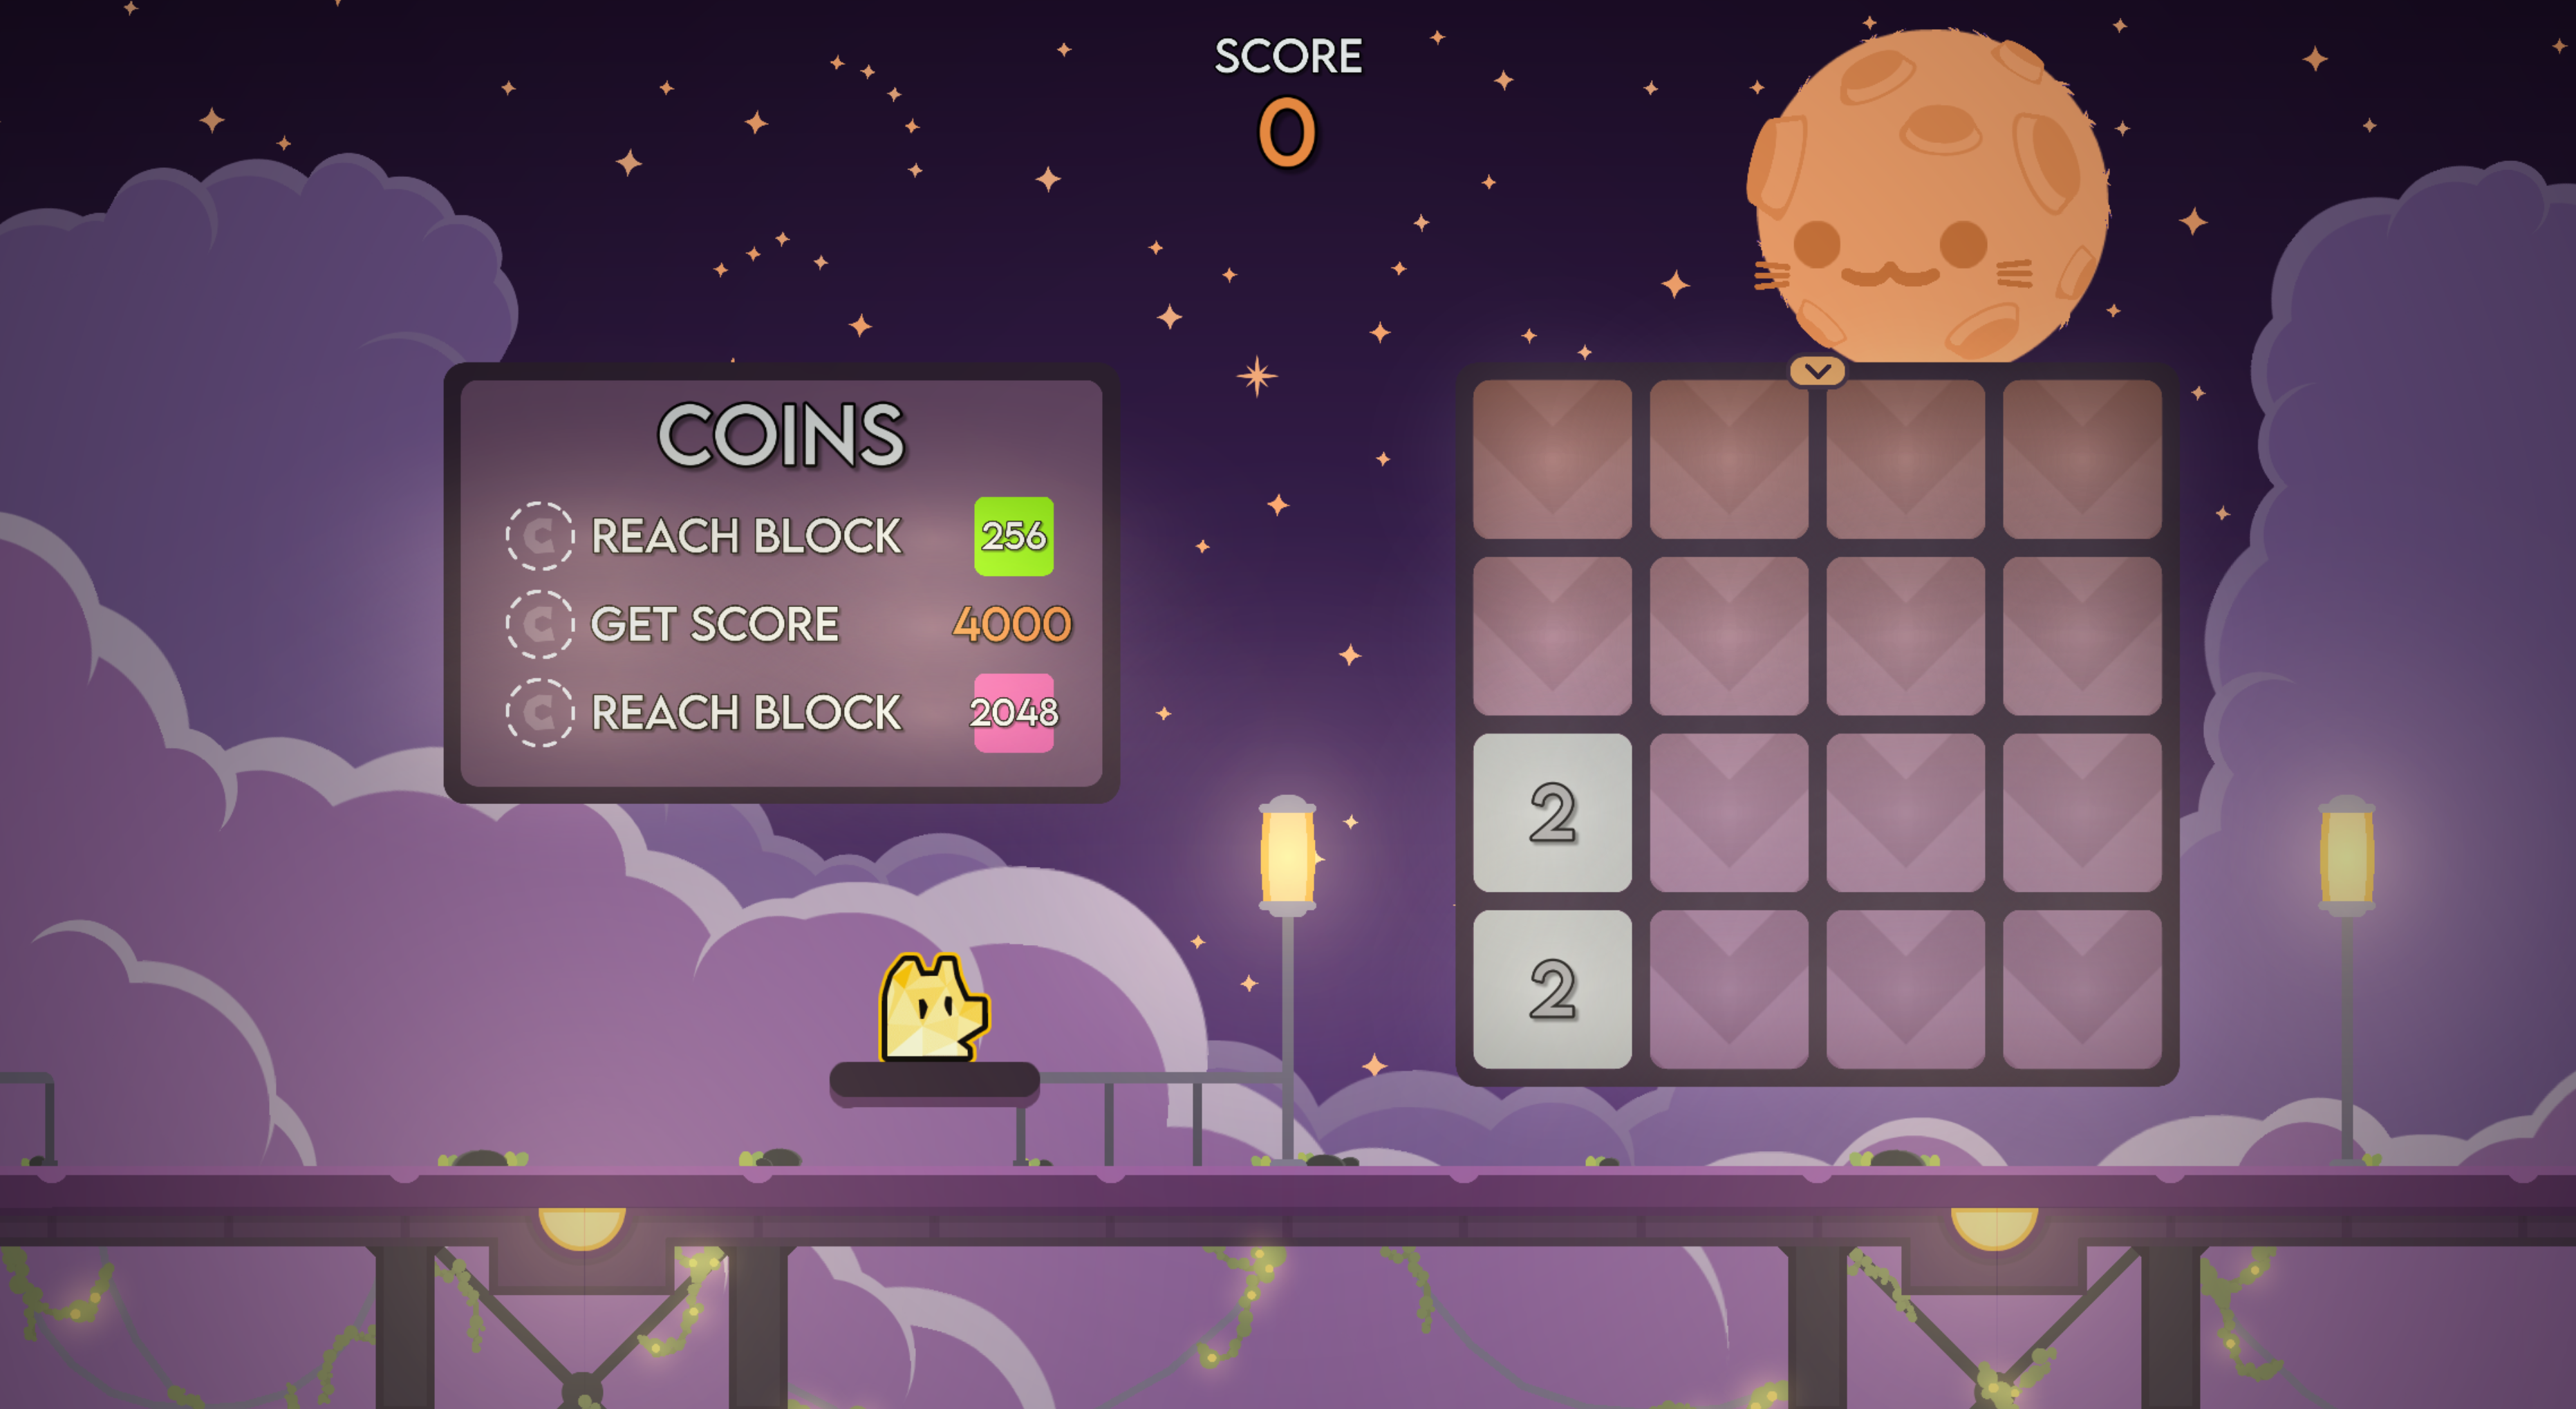 SCORE
0
COINS
C REACH BLOCK 256
C GET SCORE 4000
C REACH BLOCK 2048
2
2